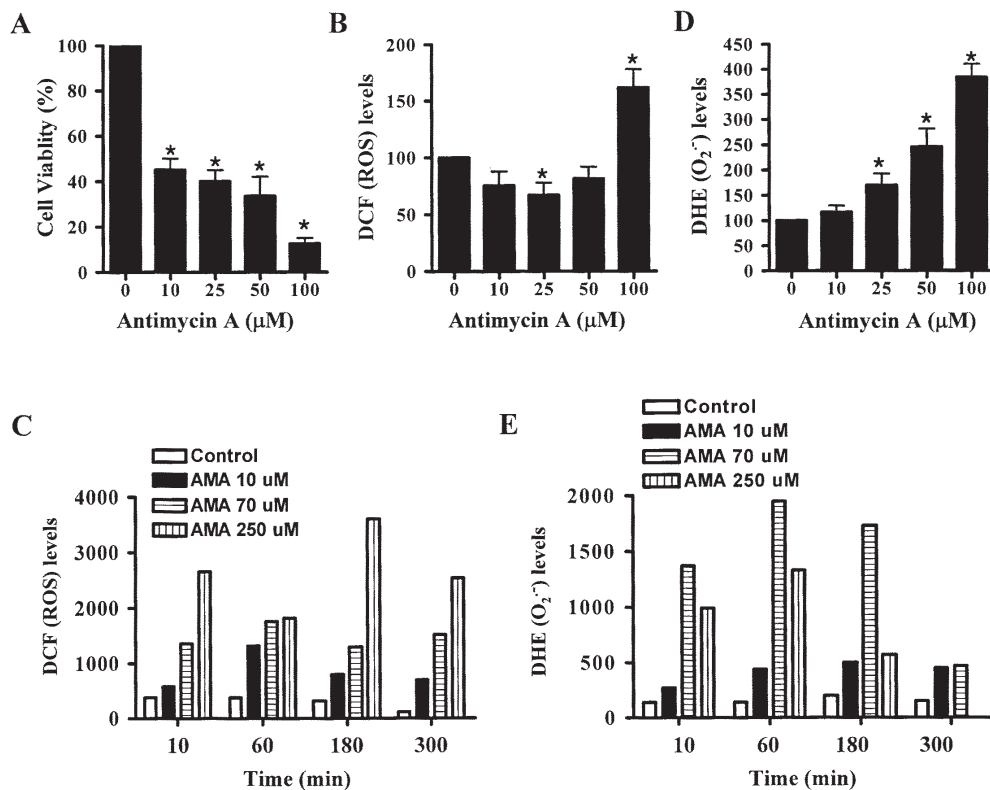 A
Cell Viablity (%)
100
80
60
40
20
0
* * * *
0 10 25 50 100
Antimycin A (μM)
B
DCF (ROS) levels
200
150
100
50
0
* *
0 10 25 50 100
Antimycin A (μM)
D
DHE (O₂·⁻) levels
450
400
350
300
250
200
150
100
50
0
* * *
0 10 25 50 100
Antimycin A (μM)
C
Control
AMA 10 uM
AMA 70 uM
AMA 250 uM
DCF (ROS) levels
4000
3000
2000
1000
0
10 60 180 300
Time (min)
E
Control
AMA 10 uM
AMA 70 uM
AMA 250 uM
DHE (O₂·⁻) levels
2000
1500
1000
500
0
10 60 180 300
Time (min)